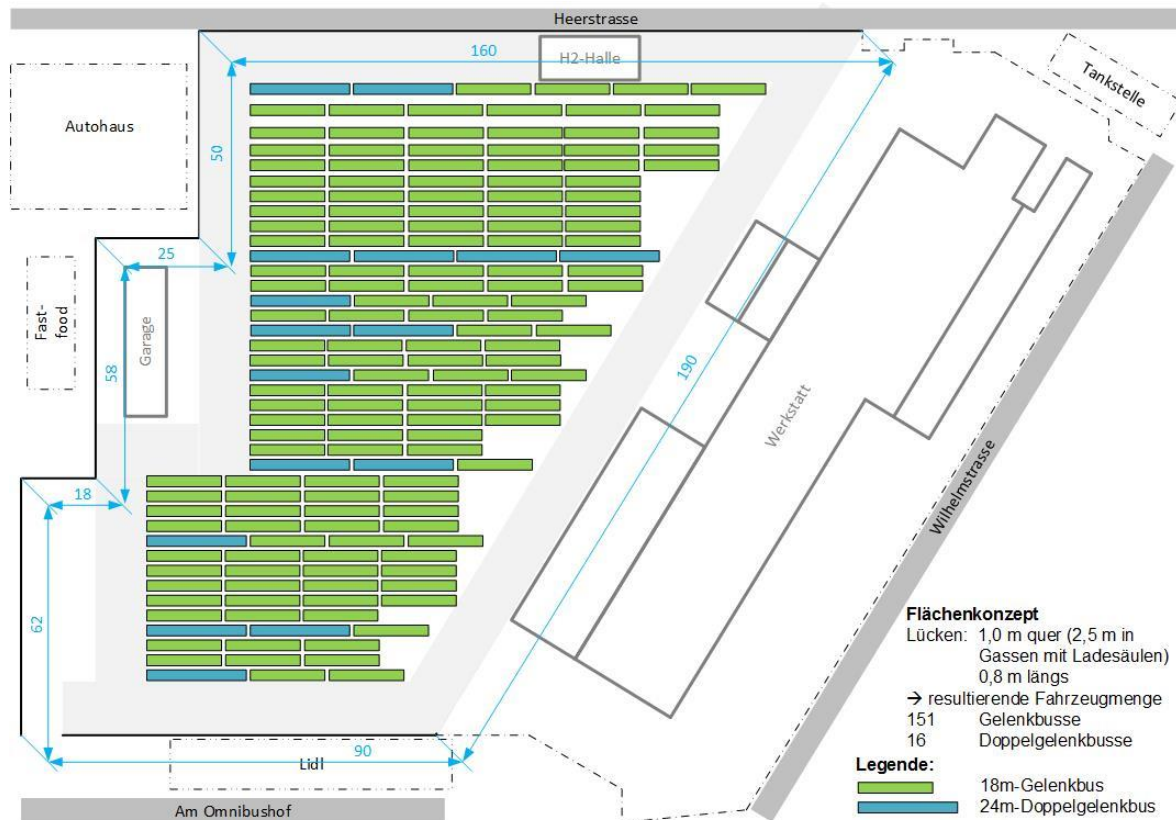 Heerstrasse
160
H2-Halle
Tankstelle
Autohaus
50
25
Fast-
food
Garage
58
190
Werkstatt
Wilhelmstrasse
18
62
Flächenkonzept
Lücken: 1,0 m quer (2,5 m in
Gassen mit Ladesäulen)
0,8 m längs
→ resultierende Fahrzeugmenge
151 Gelenkbusse
16 Doppelgelenkbusse
90
Lidl
Legende:
18m-Gelenkbus
24m-Doppelgelenkbus
Am Omnibushof